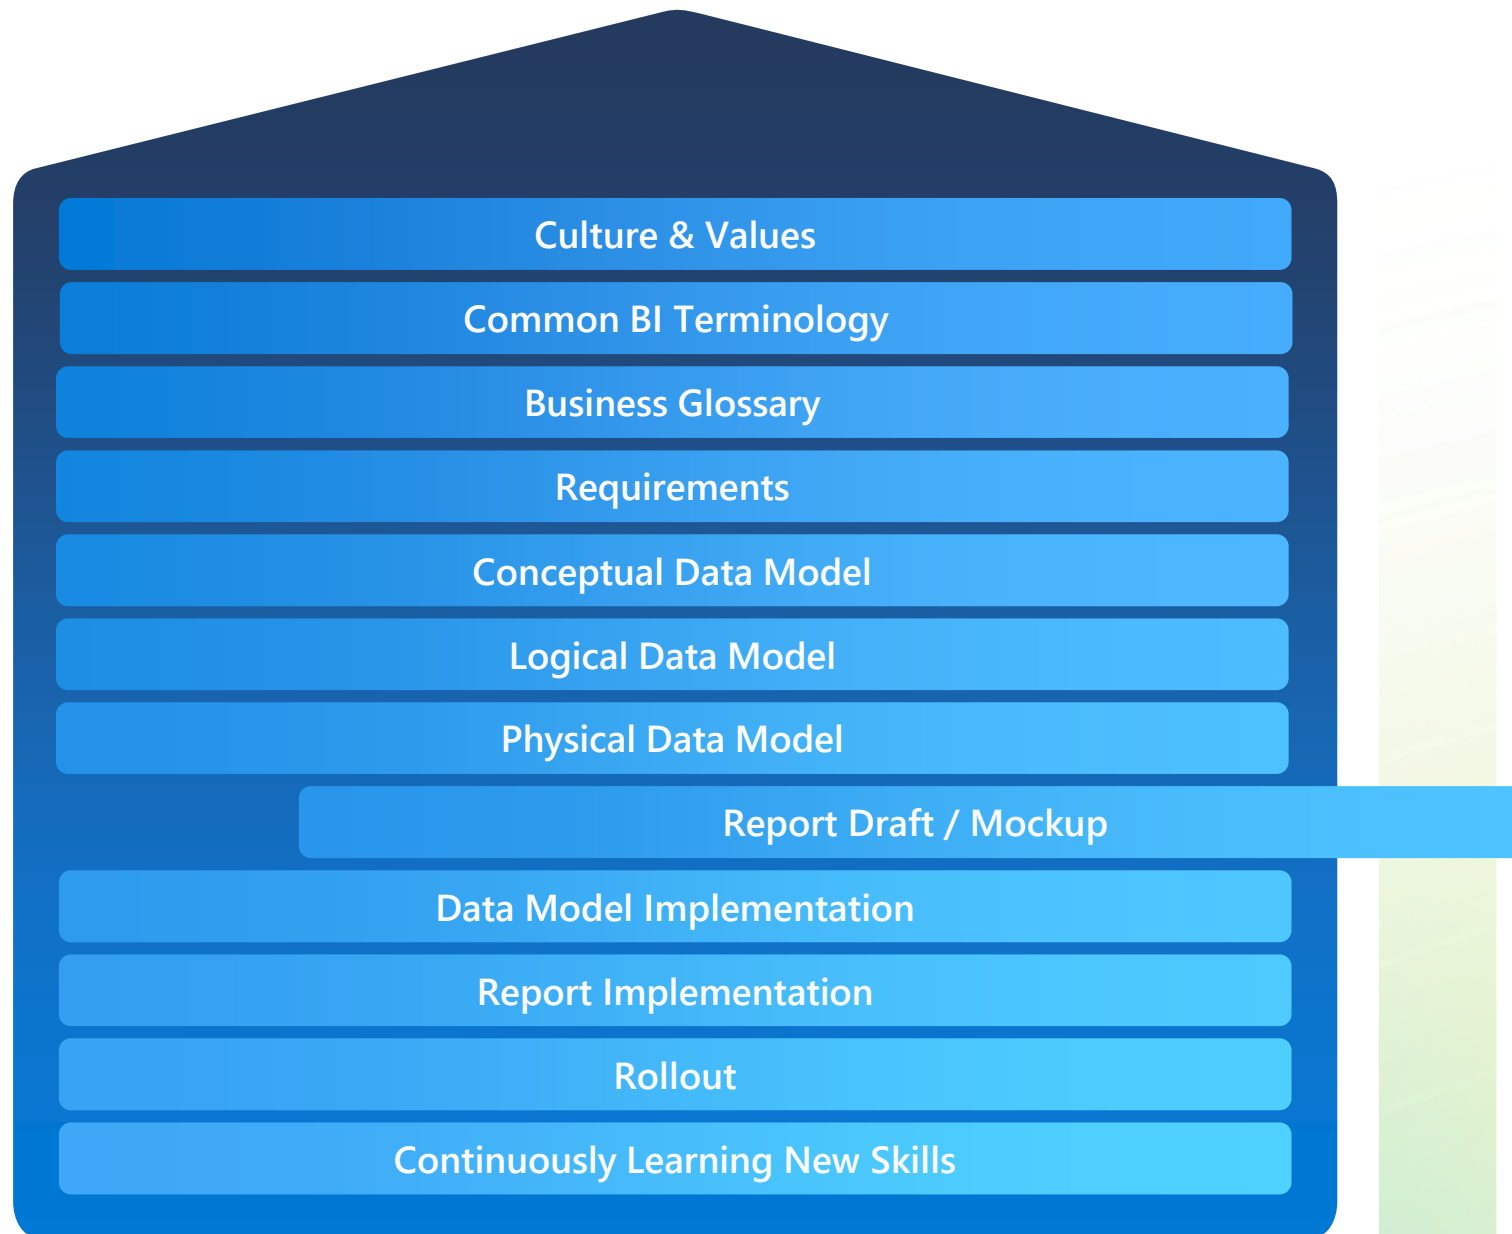 Culture & Values
Common BI Terminology
Business Glossary
Requirements
Conceptual Data Model
Logical Data Model
Physical Data Model
Report Draft / Mockup
Data Model Implementation
Report Implementation
Rollout
Continuously Learning New Skills